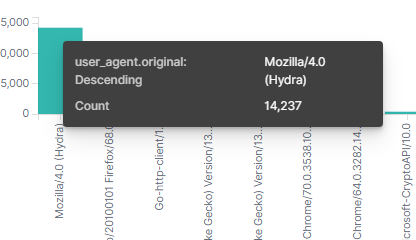 5,000
0,000
5,000
0
user_agent.original: Mozilla/4.0
Descending (Hydra)
Count 14,237
Mozilla/4.0 (Hydra)
o/20100101 Firefox/68.0
Go-http-client/1...
ke Gecko) Version/13...
ke Gecko) Version/13...
Chrome/70.0.3538.10...
Chrome/64.0.3282.14...
crosoft-CryptoAPI/10.0